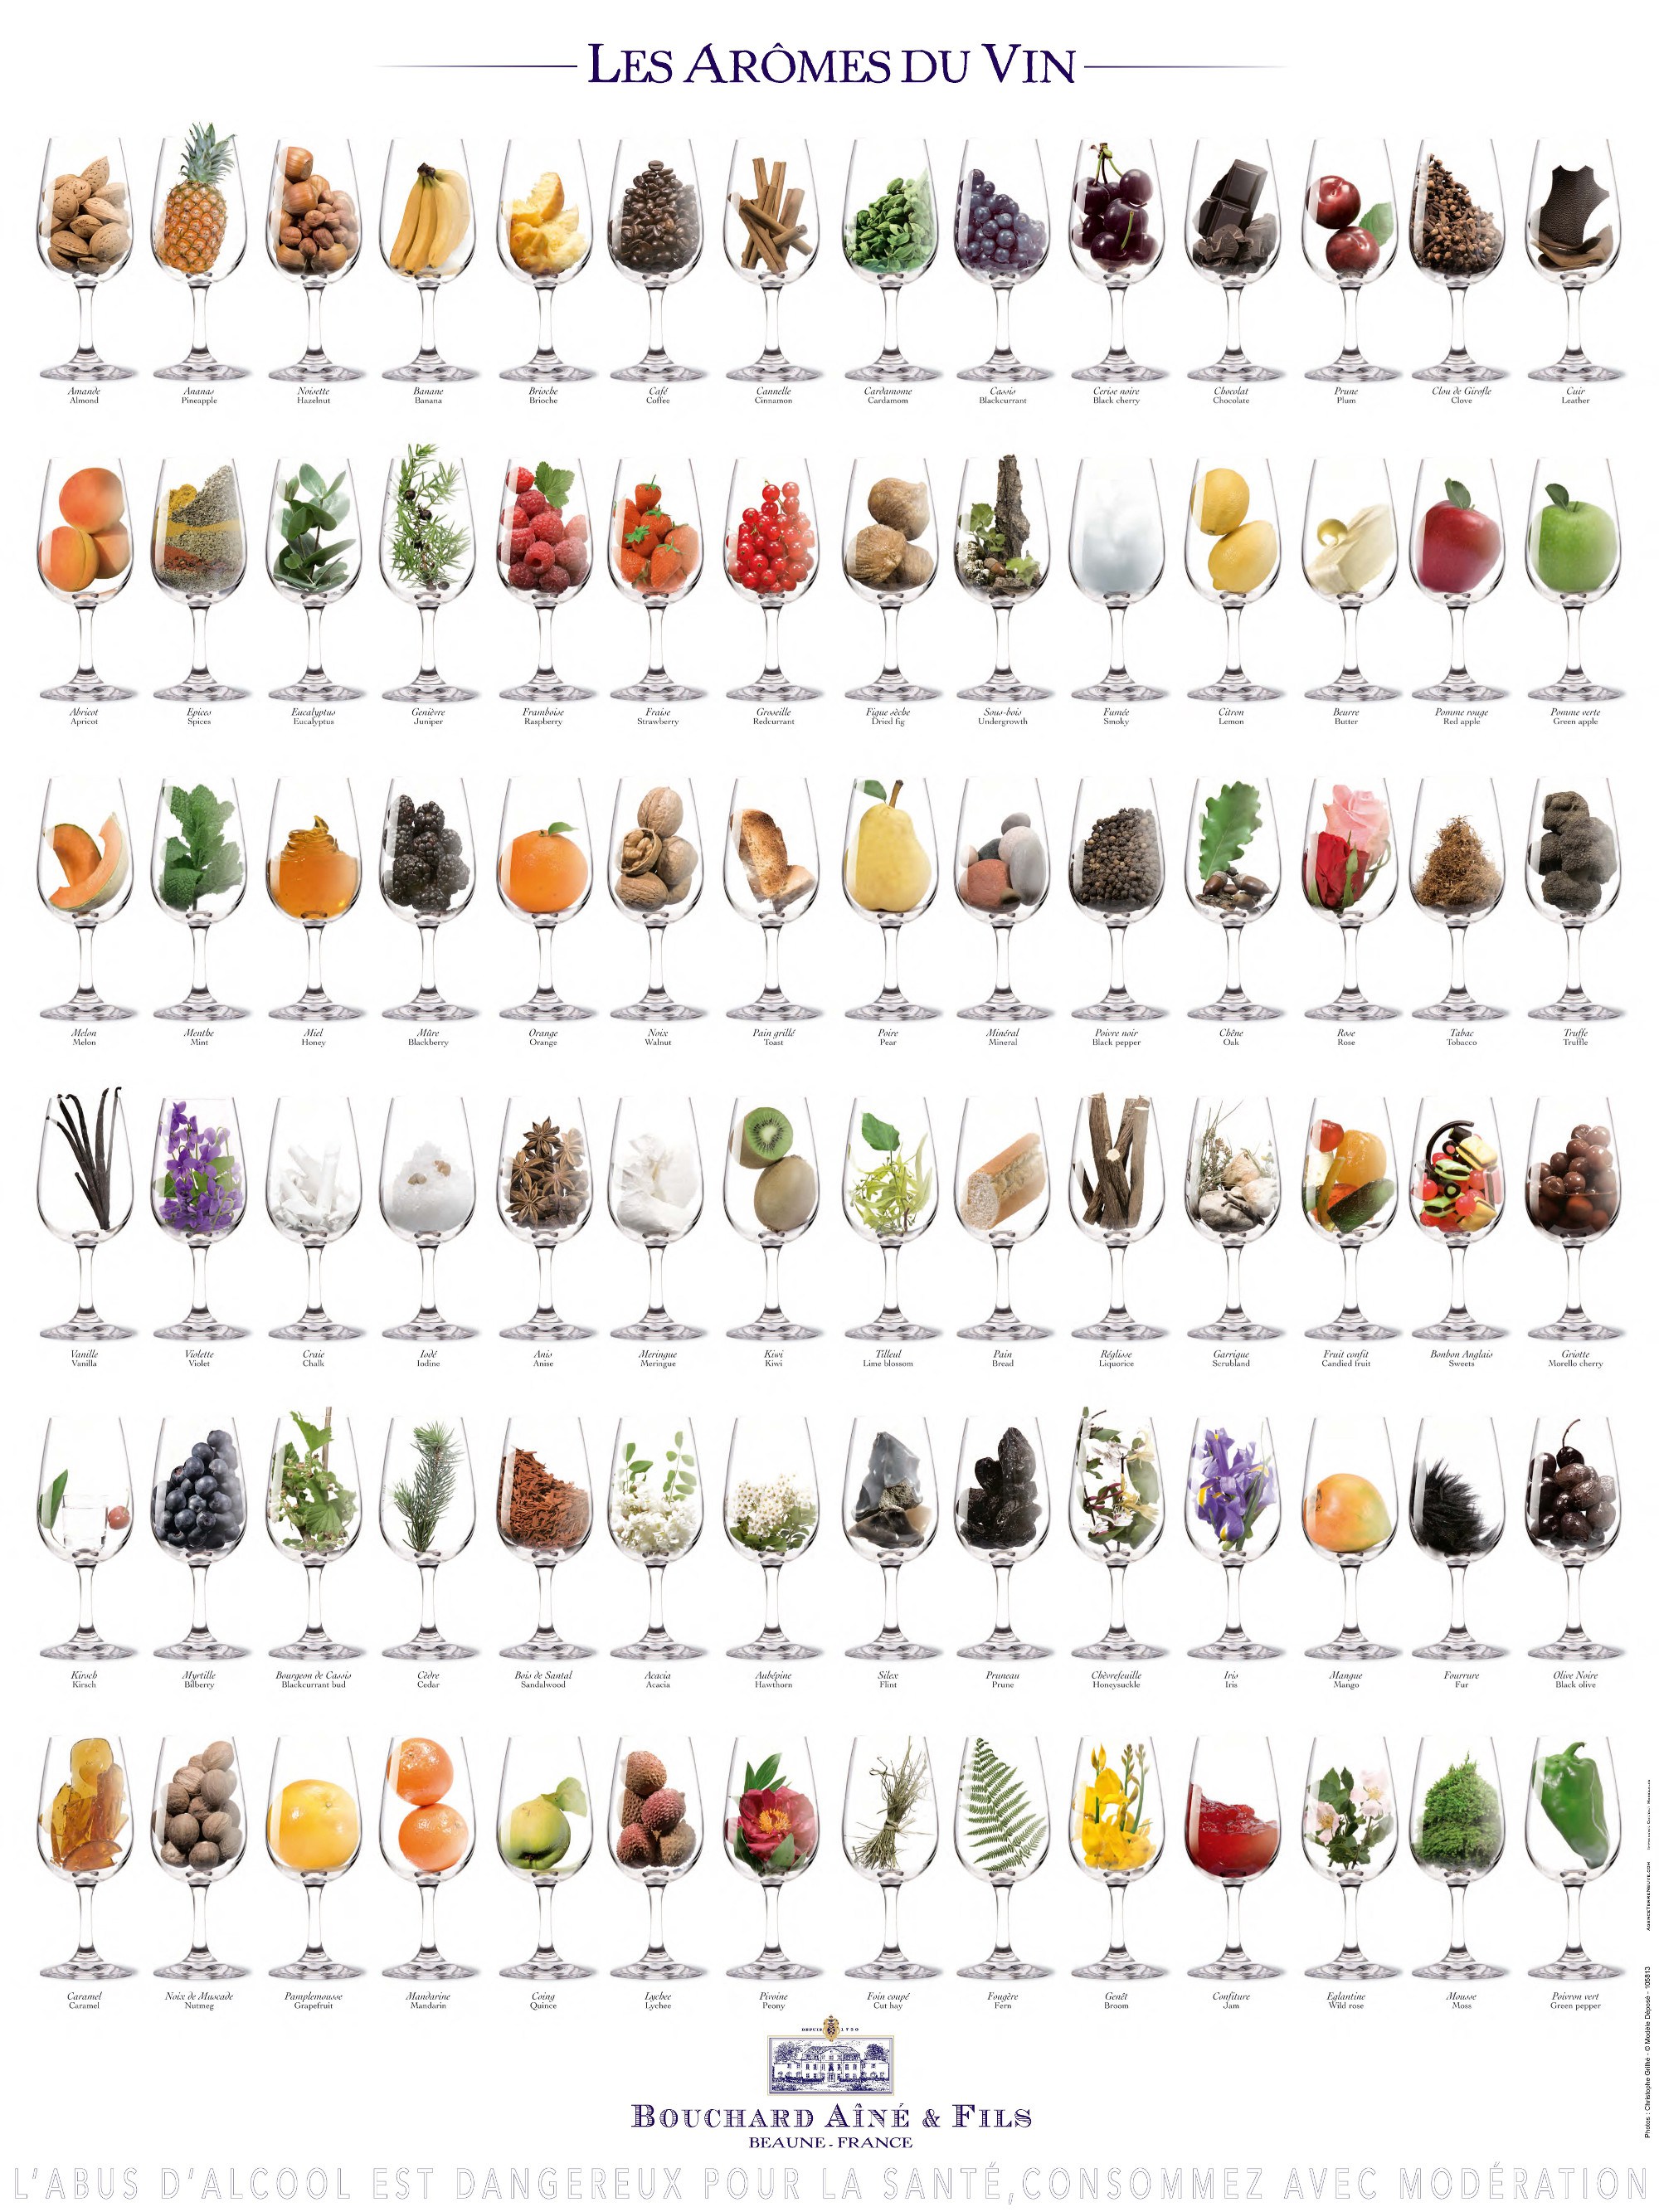 LES ARÔMES DU VIN
Amande Ananas Noisette Banane Brioche Café Cannelle Cardamome Cassis Cerise noire Chocolat Prune Clou de Girofle Cuir
Almond Pineapple Hazelnut Banana Brioche Coffee Cinnamon Cardamom Blackcurrant Black cherry Chocolate Plum Clove Leather
Abricot Epices Eucalyptus Genièvre Framboise Fraise Groseille Figue sèche Sous-bois Fumée Citron Beurre Pomme rouge Pomme verte
Apricot Spices Eucalyptus Juniper Raspberry Strawberry Redcurrant Dried fig Undergrowth Smoky Lemon Butter Red apple Green apple
Melon Menthe Miel Mûre Orange Noix Pain grillé Poire Minéral Poivre noir Chêne Rose Tabac Truffe
Melon Mint Honey Blackberry Orange Walnut Toast Pear Mineral Black pepper Oak Rose Tobacco Truffle
Vanille Violette Craie Iodé Anis Meringue Kiwi Tilleul Pain Réglisse Garrigue Fruit confit Bonbon Anglais Griotte
Vanilla Violet Chalk Iodine Anise Meringue Kiwi Lime blossom Bread Liquorice Scrubland Candied fruit Sweets Morello cherry
Kirsch Myrtille Bourgeon de Cassis Cèdre Bois de Santal Acacia Aubépine Silex Pruneau Chèvrefeuille Iris Mangue Fourrure Olive Noire
Kirsch Bilberry Blackcurrant bud Cedar Sandalwood Acacia Hawthorn Flint Prune Honeysuckle Iris Mango Fur Black olive
Caramel Noix de Muscade Pamplemousse Mandarine Coing Lychee Pivoine Foin coupé Fougère Genêt Confiture Eglantine Mousse Poivron vert
Caramel Nutmeg Grapefruit Mandarin Quince Lychee Peony Cut hay Fern Broom Jam Wild rose Moss Green pepper
DEPUIS 1750
BOUCHARD AÎNÉ & FILS
BEAUNE - FRANCE
L'ABUS D'ALCOOL EST DANGEREUX POUR LA SANTÉ, CONSOMMEZ AVEC MODÉRATION
Photos : Christophe Grilhé - © Modèle Déposé - 105813